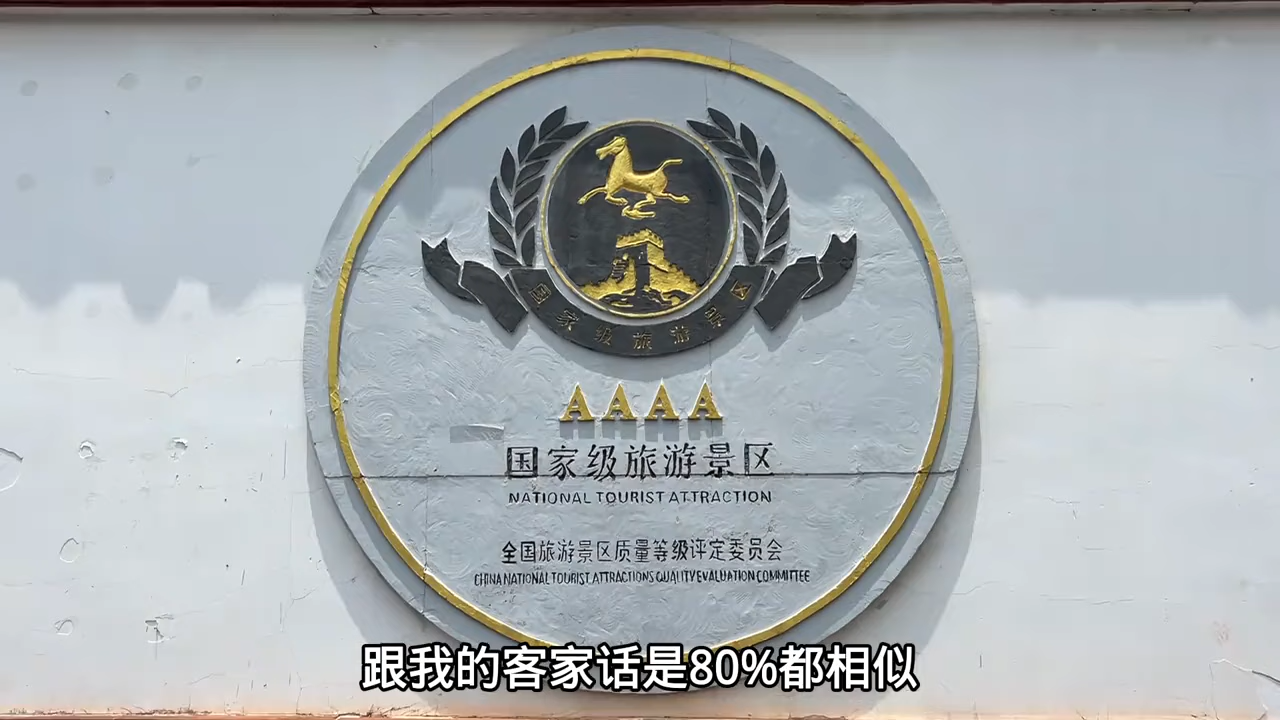 国家级旅游景区
AAAA
国家级旅游景区
NATIONAL TOURIST ATTRACTION
全国旅游景区质量等级评定委员会
CHINA NATIONAL TOURIST ATTRACTIONS QUALITY EVALUATION COMMITTEE
跟我的客家话是80%都相似